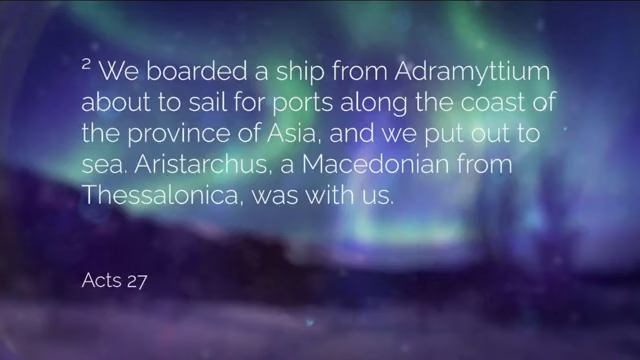 2 We boarded a ship from Adramyttium
about to sail for ports along the coast of
the province of Asia, and we put out to
sea. Aristarchus, a Macedonian from
Thessalonica, was with us.
Acts 27